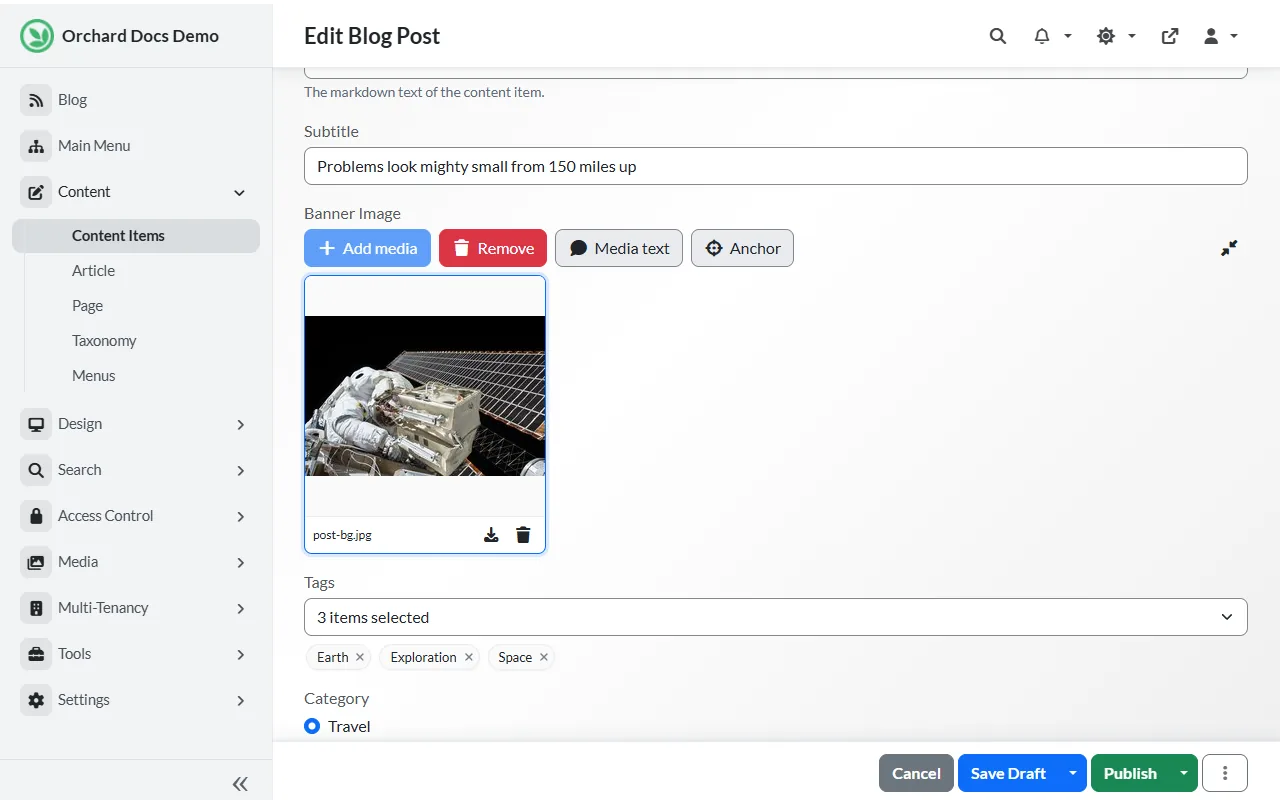 Orchard Docs Demo
Edit Blog Post
Blog
Main Menu
Content
Content Items
Article
Page
Taxonomy
Menus
Design
Search
Access Control
Media
Multi-Tenancy
Tools
Settings
The markdown text of the content item.
Subtitle
Problems look mighty small from 150 miles up
Banner Image
Add media Remove Media text Anchor
post-bg.jpg
Tags
3 items selected
Earth Exploration Space
Category
Travel
Cancel Save Draft Publish